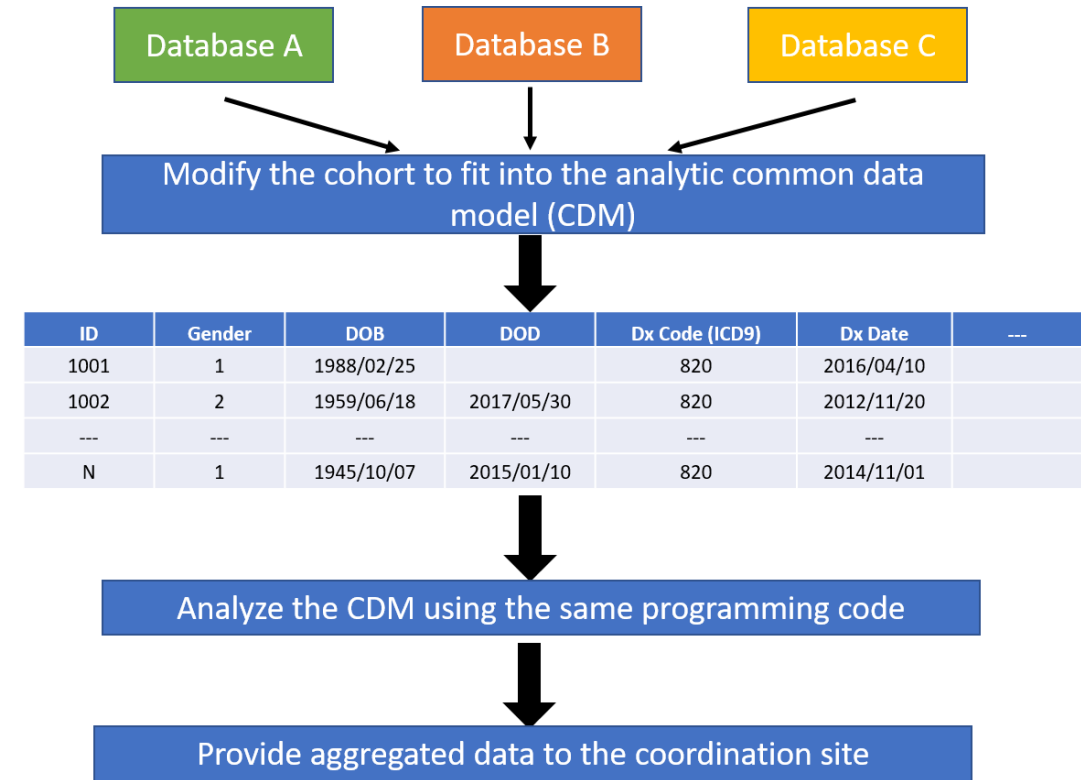 Database A
Database B
Database C
Modify the cohort to fit into the analytic common data
model (CDM)
ID Gender DOB DOD Dx Code (ICD9) Dx Date ---
1001 1 1988/02/25 820 2016/04/10
1002 2 1959/06/18 2017/05/30 820 2012/11/20
--- --- --- --- --- ---
N 1 1945/10/07 2015/01/10 820 2014/11/01
Analyze the CDM using the same programming code
Provide aggregated data to the coordination site